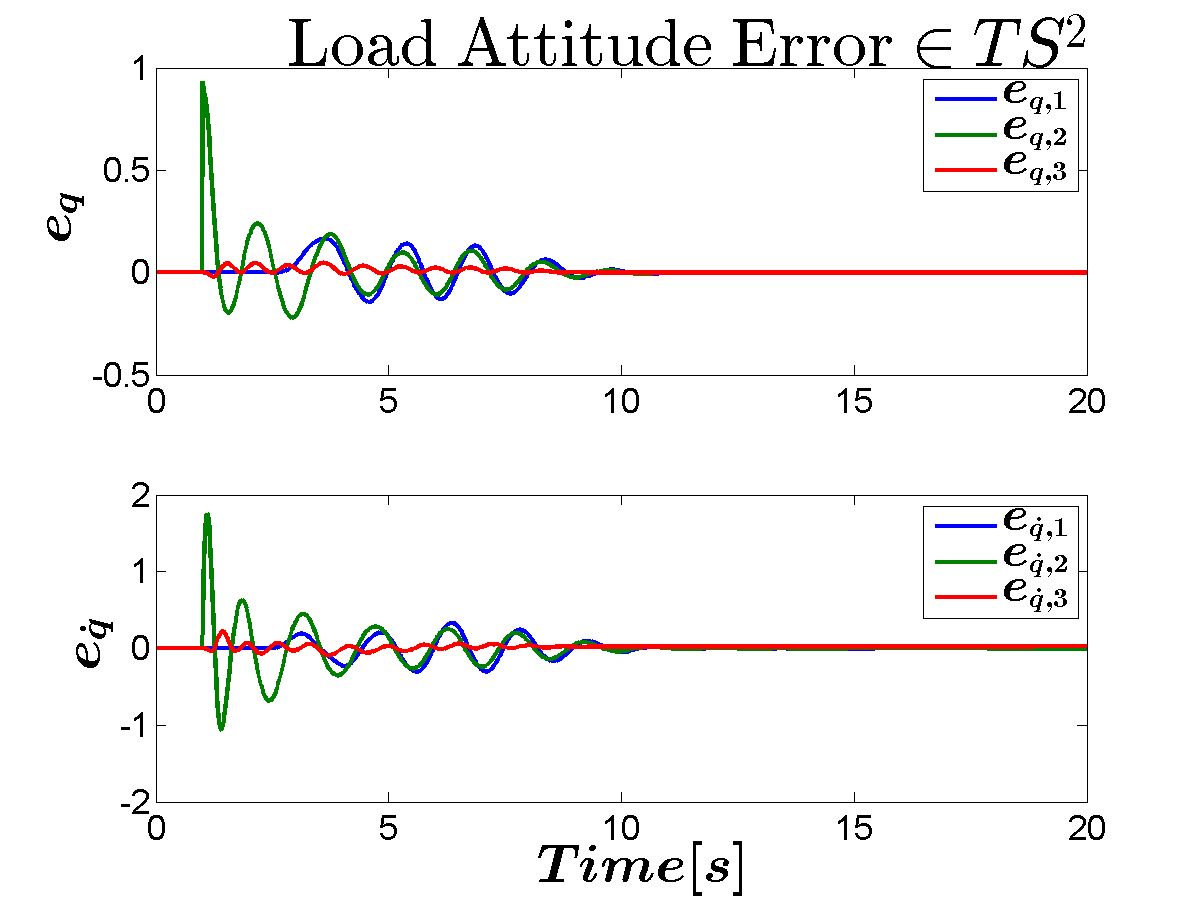 Load Attitude Error ∈ TS²
1
0.5
0
-0.5
e_q
e_{q,1}
e_{q,2}
e_{q,3}
0 5 10 15 20
2
1
0
-1
-2
e_{q̇}
e_{q̇,1}
e_{q̇,2}
e_{q̇,3}
0 5 10 15 20
Time[s]